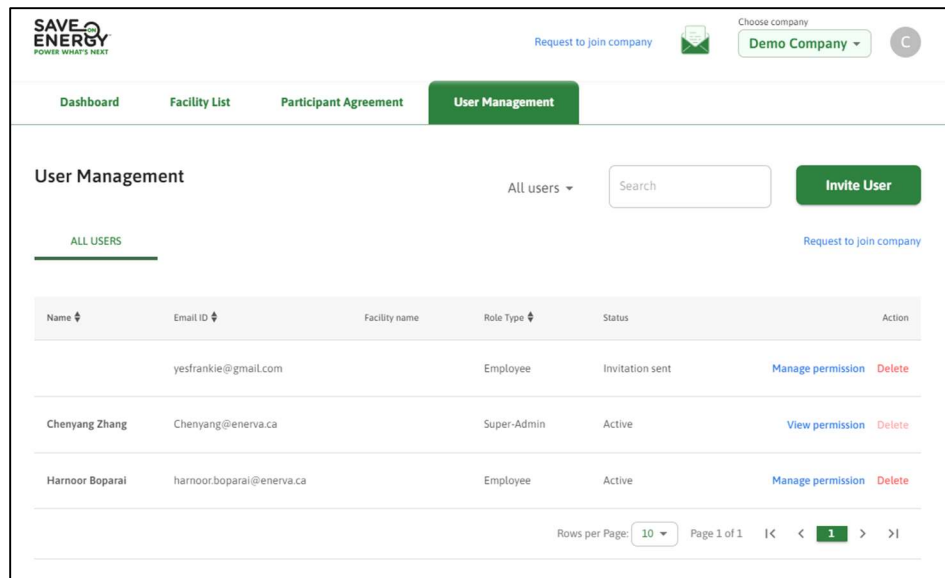 SAVE ON
ENERGY
POWER WHAT'S NEXT
Request to join company
Choose company
Demo Company
C
Dashboard Facility List Participant Agreement User Management
User Management
All users Search Invite User
ALL USERS Request to join company
Name Email ID Facility name Role Type Status Action
yesfrankie@gmail.com Employee Invitation sent Manage permission Delete
Chenyang Zhang Chenyang@enerva.ca Super-Admin Active View permission Delete
Harnoor Boparai harnoor.boparai@enerva.ca Employee Active Manage permission Delete
Rows per Page: 10 Page 1 of 1 1